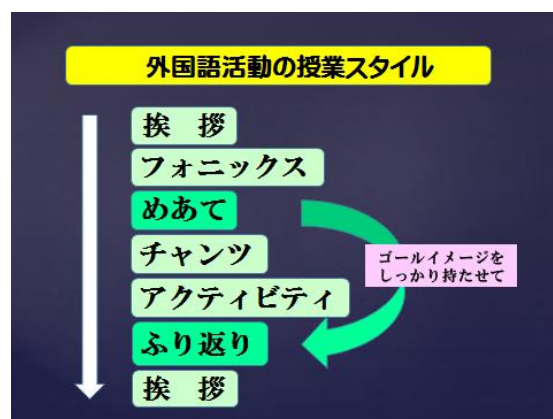 外国語活動の授業スタイル
挨 拶
フォニックス
めあて
チャンツ
ゴールイメージを
しっかり持たせて
アクティビティ
ふり返り
挨 拶